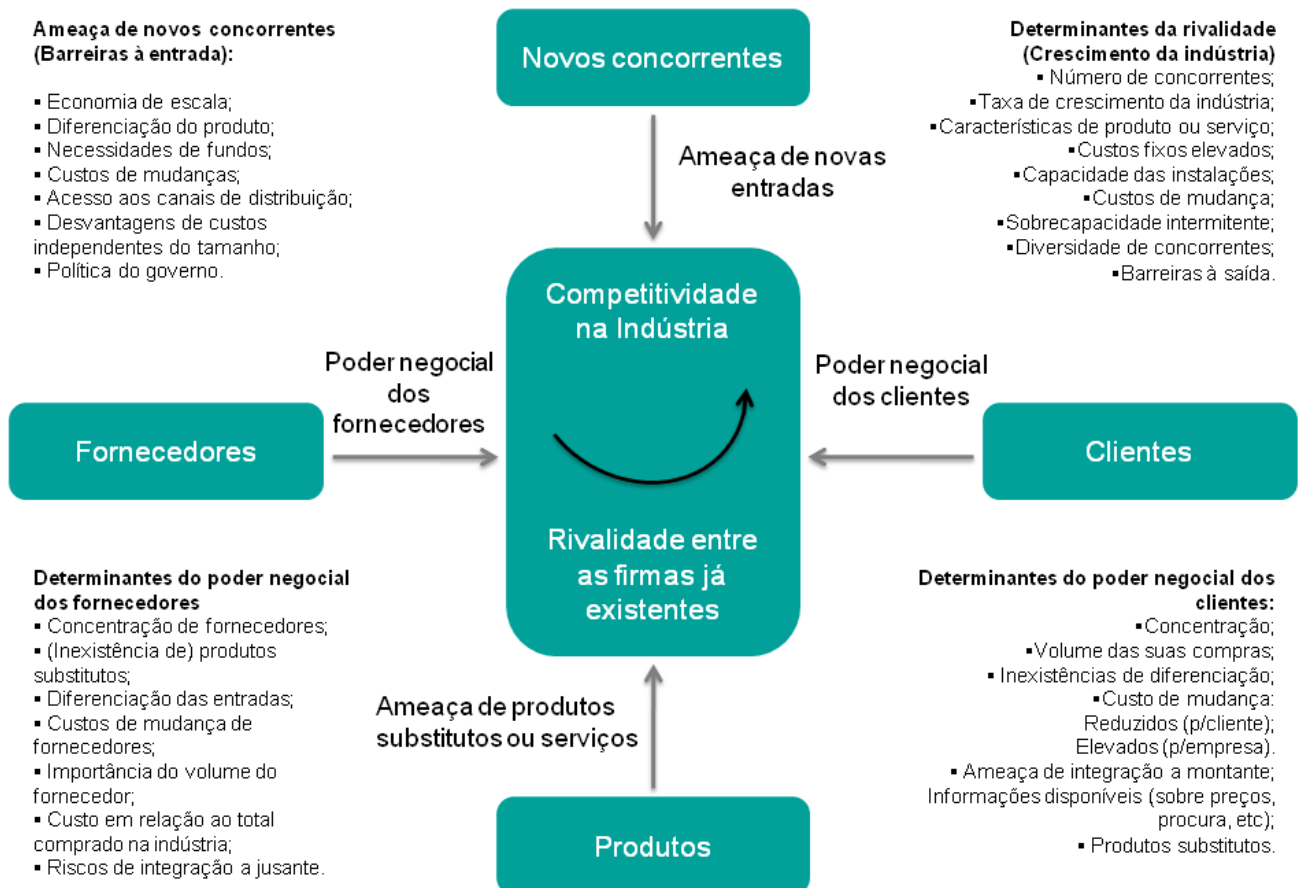 Ameaça de novos concorrentes
(Barreiras à entrada):
▪ Economia de escala;
▪ Diferenciação do produto;
▪ Necessidades de fundos;
▪ Custos de mudanças;
▪ Acesso aos canais de distribuição;
▪ Desvantagens de custos
independentes do tamanho;
▪ Política do governo.
Novos concorrentes
Ameaça de novas
entradas
Determinantes da rivalidade
(Crescimento da indústria)
▪ Número de concorrentes;
▪Taxa de crescimento da indústria;
▪Características de produto ou serviço;
▪Custos fixos elevados;
▪Capacidade das instalações;
▪Custos de mudança;
▪Sobrecapacidade intermitente;
▪Diversidade de concorrentes;
▪Barreiras à saída.
Fornecedores
Poder negocial
dos
fornecedores
Competitividade
na Indústria
Rivalidade entre
as firmas já
existentes
Poder negocial
dos clientes
Clientes
Determinantes do poder negocial
dos fornecedores
▪ Concentração de fornecedores;
▪ (Inexistência de) produtos
substitutos;
▪ Diferenciação das entradas;
▪ Custos de mudança de
fornecedores;
▪ Importância do volume do
fornecedor;
▪ Custo em relação ao total
comprado na indústria;
▪ Riscos de integração a jusante.
Ameaça de produtos
substitutos ou serviços
Produtos
Determinantes do poder negocial dos
clientes:
▪Concentração;
▪Volume das suas compras;
▪ Inexistências de diferenciação;
▪ Custo de mudança:
Reduzidos (p/cliente);
Elevados (p/empresa).
▪ Ameaça de integração a montante;
Informações disponíveis (sobre preços,
procura, etc);
▪ Produtos substitutos.